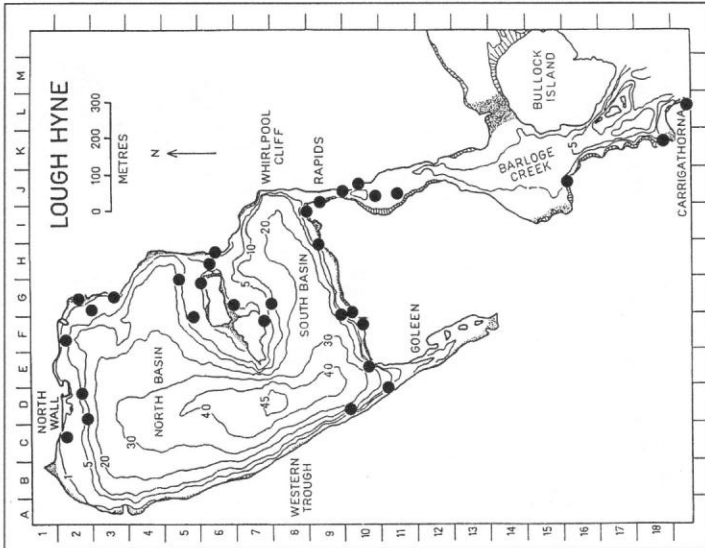 LOUGH HYNE
0 100 200 300
METRES
N
A B C D E F G H I J K L M
1
2
3
4
5
6
7
8
9
10
11
12
13
14
15
16
17
18
NORTH
WALL
1
5
20
30
NORTH BASIN
40
45
WESTERN
TROUGH
10
5
20
SOUTH BASIN
30
40
WHIRLPOOL
CLIFF
RAPIDS
GOLEEN
BULLOCK
ISLAND
BARLOGE
CREEK
5
CARRIGATHORNA